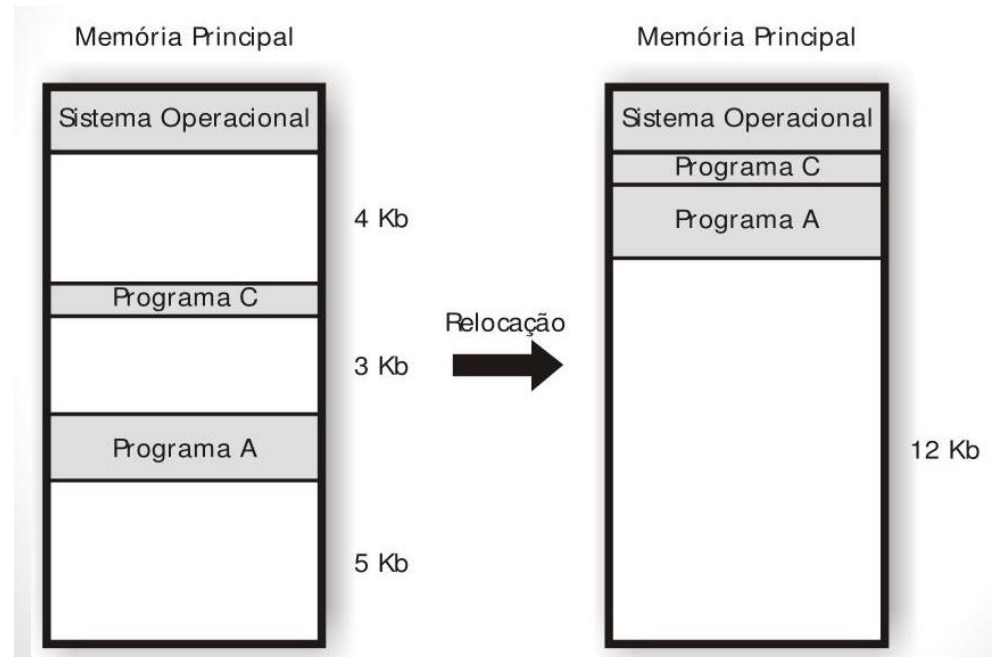 Memória Principal
Sistema Operacional
4 Kb
Programa C
3 Kb
Programa A
5 Kb
Relocação
Memória Principal
Sistema Operacional
Programa C
Programa A
12 Kb